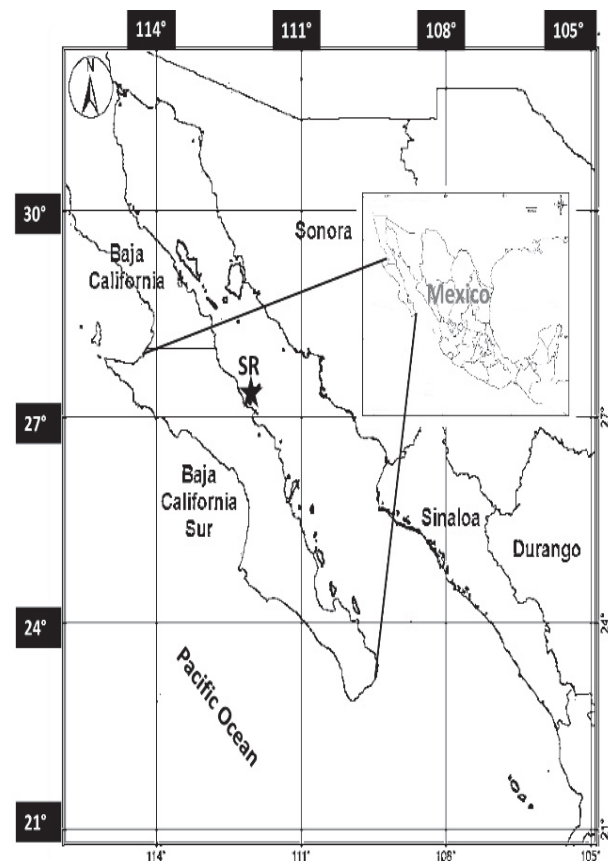 114° 111° 108° 105°
N
30°
Sonora
Baja
California
Mexico
SR
27° 27°
Baja
California
Sur
Sinaloa
Durango
24° 24°
Pacific Ocean
21° 21°
114° 111° 108° 105°